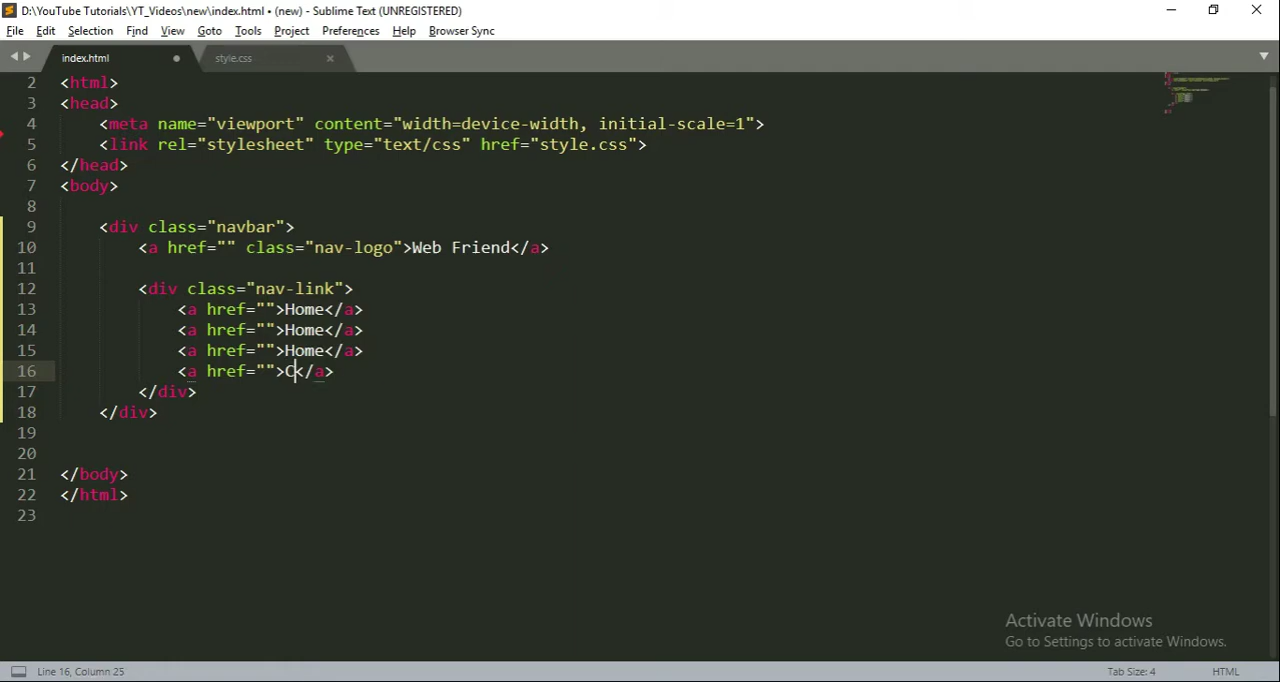 D:\YouTube Tutorials\YT_Videos\new\index.html • (new) - Sublime Text (UNREGISTERED)
File Edit Selection Find View Goto Tools Project Preferences Help Browser Sync
index.html style.css
2 <html>
3 <head>
4 <meta name="viewport" content="width=device-width, initial-scale=1">
5 <link rel="stylesheet" type="text/css" href="style.css">
6 </head>
7 <body>
8
9 <div class="navbar">
10 <a href="" class="nav-logo">Web Friend</a>
11
12 <div class="nav-link">
13 <a href="">Home</a>
14 <a href="">Home</a>
15 <a href="">Home</a>
16 <a href="">C</a>
17 </div>
18 </div>
19
20
21 </body>
22 </html>
23
Activate Windows
Go to Settings to activate Windows.
Line 16, Column 25 Tab Size: 4 HTML